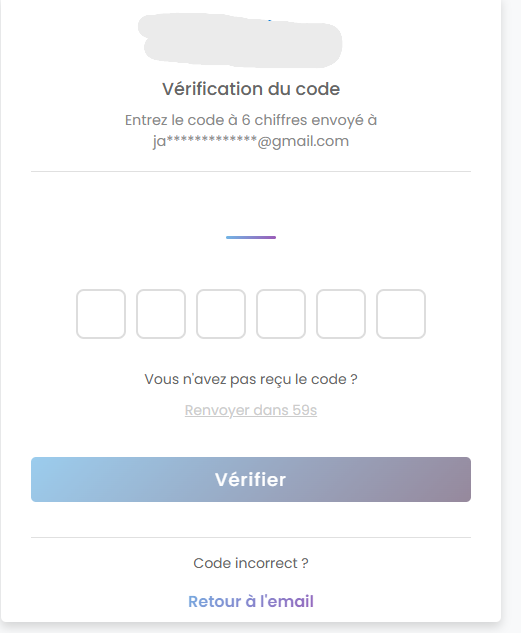 Vérification du code
Entrez le code à 6 chiffres envoyé à
ja*************@gmail.com
Vous n'avez pas reçu le code ?
Renvoyer dans 59s
Vérifier
Code incorrect ?
Retour à l'email